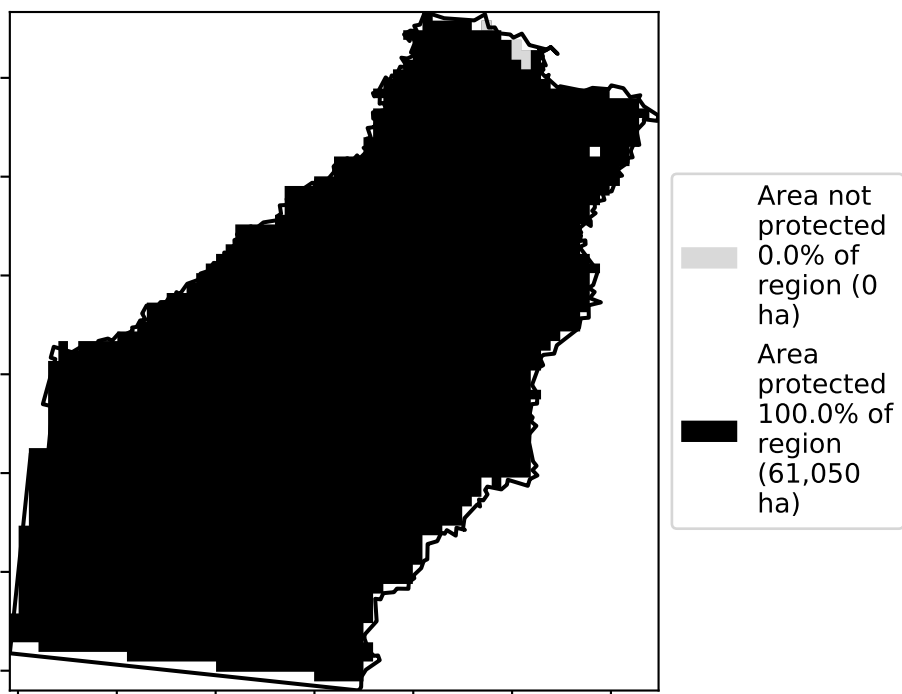 Area not
protected
0.0% of
region (0
ha)
Area
protected
100.0% of
region
(61,050
ha)